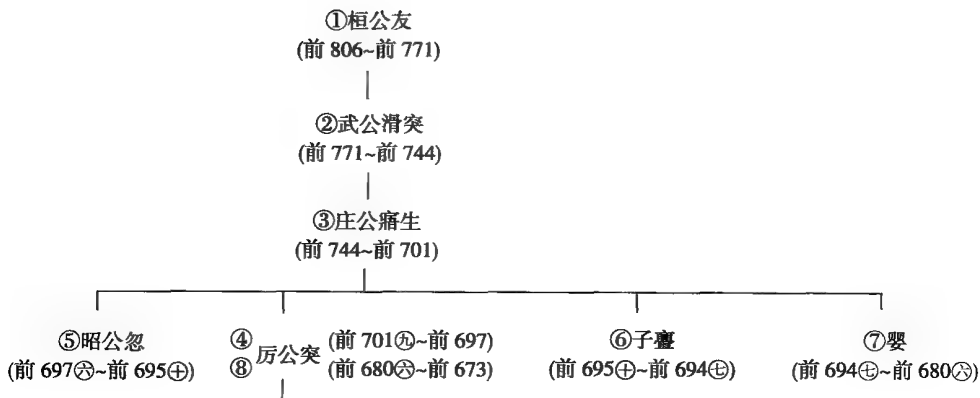 ①桓公友
(前 806~前 771)
②武公滑突
(前 771~前 744)
③庄公寤生
(前 744~前 701)
⑤昭公忽
(前 697㊅~前 695㊉)
④
⑧
厉公突
(前 701㊈~前 697)
(前 680㊅~前 673)
⑥子亹
(前 695㊉~前 694㊆)
⑦婴
(前 694㊆~前 680㊅)